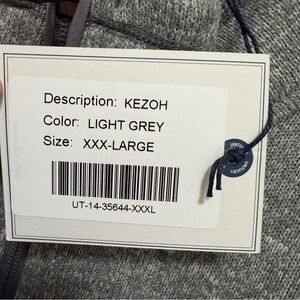 Description: KEZOH
Color: LIGHT GREY
Size: XXX-LARGE
UT-14-35644-XXXL